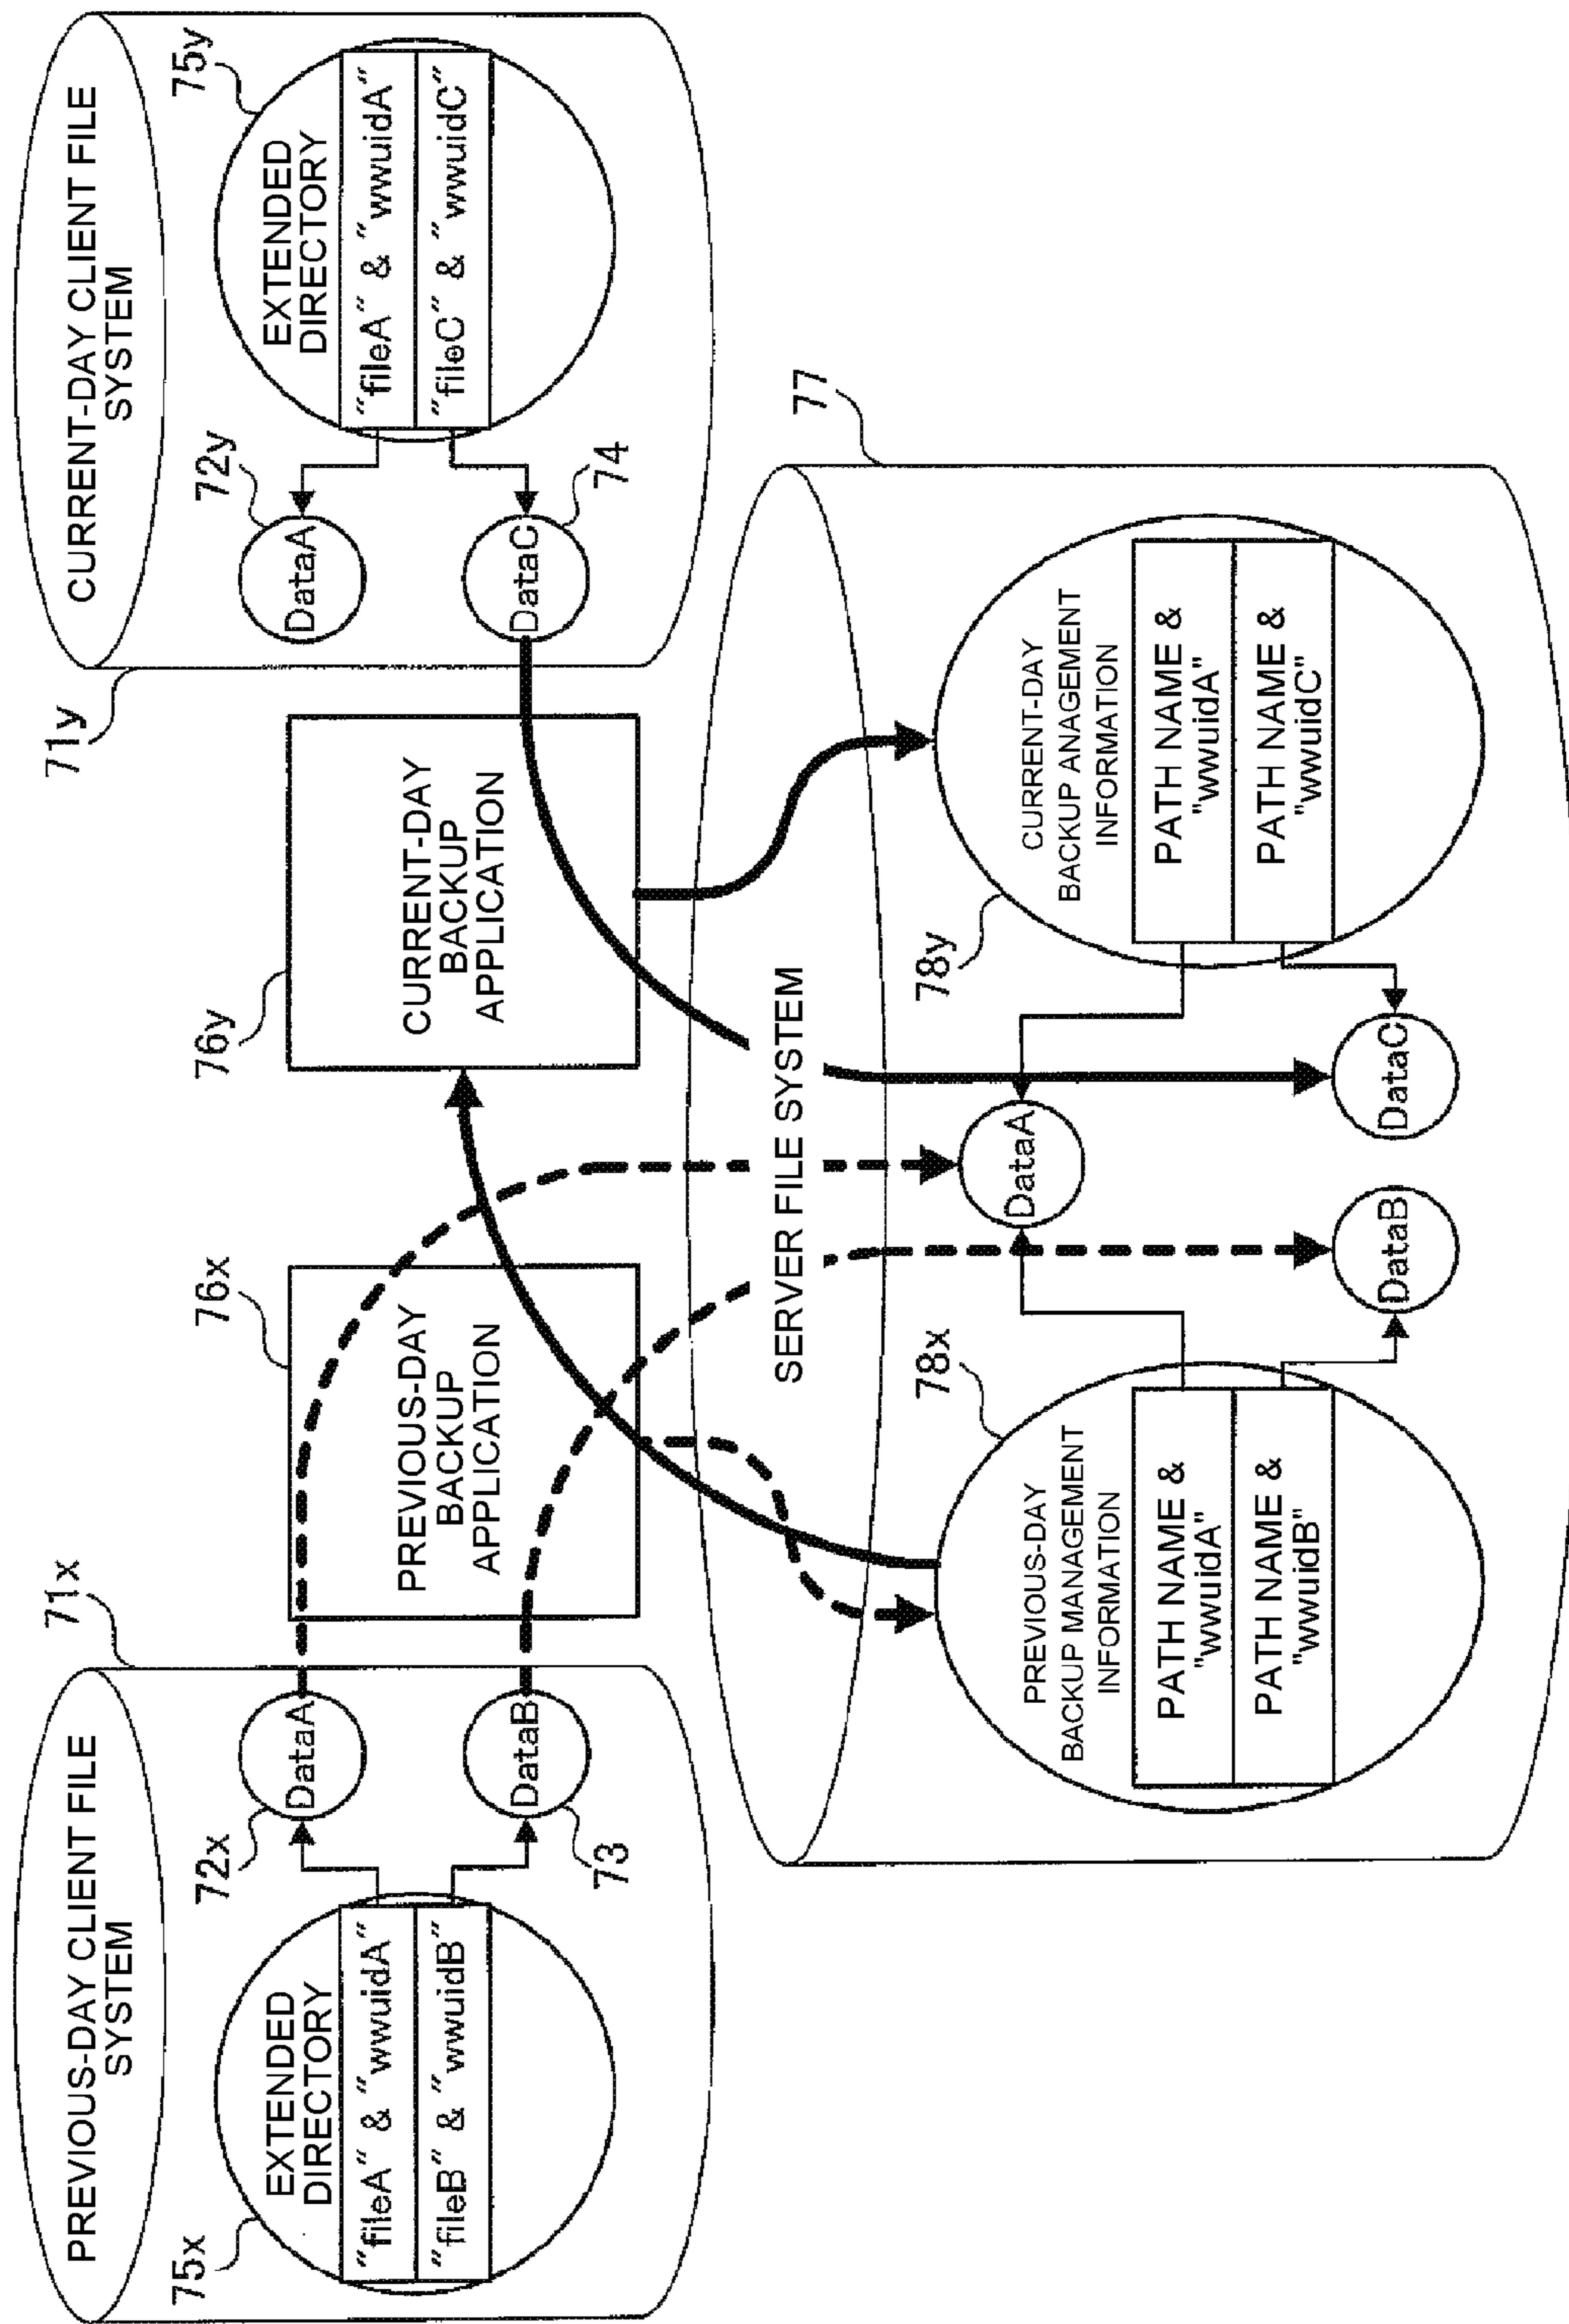 PREVIOUS-DAY CLIENT FILE
SYSTEM
75x
EXTENDED
DIRECTORY
"fileA" & "wwuidA"
"fileB" & "wwuidB"
72x
DataA
DataB
73
71x
76x
PREVIOUS-DAY
BACKUP
APPLICATION
76y
CURRENT-DAY
BACKUP
APPLICATION
71y
CURRENT-DAY CLIENT FILE
SYSTEM
72y
DataA
DataC
74
75y
EXTENDED
DIRECTORY
"fileA" & "wwuidA"
"fileC" & "wwuidC"
77
SERVER FILE SYSTEM
78x
PREVIOUS-DAY
BACKUP MANAGEMENT
INFORMATION
PATH NAME &
"wwuidA"
PATH NAME &
"wwuidB"
DataA
DataB
DataC
78y
CURRENT-DAY
BACKUP ANAGEMENT
INFORMATION
PATH NAME &
"wwuidA"
PATH NAME &
"wwuidC"